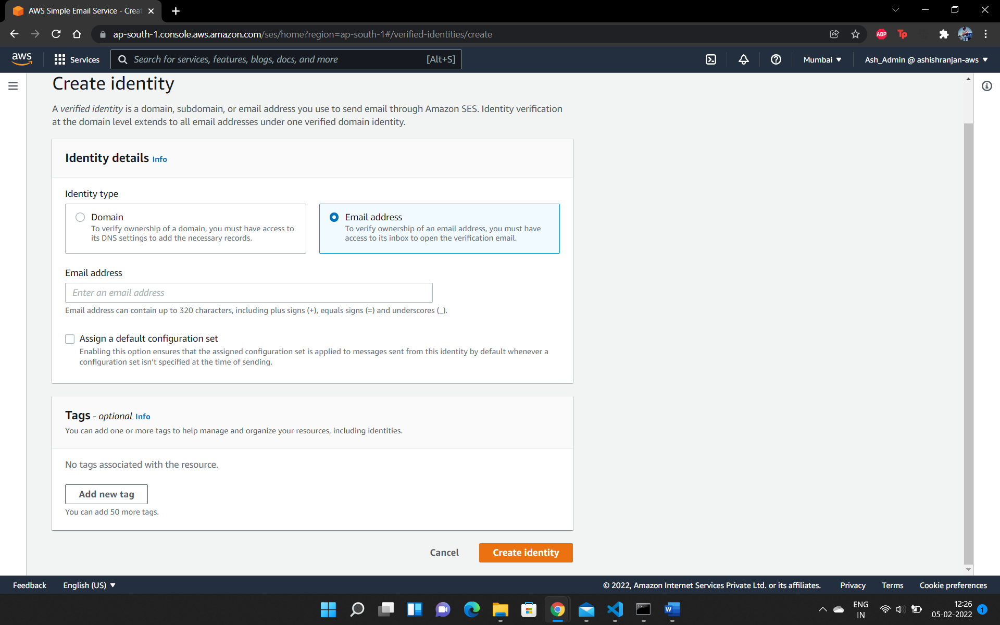 AWS Simple Email Service - Crea
ap-south-1.console.aws.amazon.com/ses/home?region=ap-south-1#/verified-identities/create
ABP
Tp
aws
Services
Search for services, features, blogs, docs, and more
[Alt+S]
Mumbai ▼
Ash_Admin @ ashishranjan-aws ▼
Create identity
A verified identity is a domain, subdomain, or email address you use to send email through Amazon SES. Identity verification
at the domain level extends to all email addresses under one verified domain identity.
Identity details Info
Identity type
Domain
To verify ownership of a domain, you must have access to
its DNS settings to add the necessary records.
Email address
To verify ownership of an email address, you must have
access to its inbox to open the verification email.
Email address
Enter an email address
Email address can contain up to 320 characters, including plus signs (+), equals signs (=) and underscores (_).
Assign a default configuration set
Enabling this option ensures that the assigned configuration set is applied to messages sent from this identity by default whenever a
configuration set isn't specified at the time of sending.
Tags - optional Info
You can add one or more tags to help manage and organize your resources, including identities.
No tags associated with the resource.
Add new tag
You can add 50 more tags.
Cancel
Create identity
Feedback
English (US) ▼
© 2022, Amazon Internet Services Private Ltd. or its affiliates.
Privacy
Terms
Cookie preferences
W
ENG
IN
12:26
05-02-2022
1